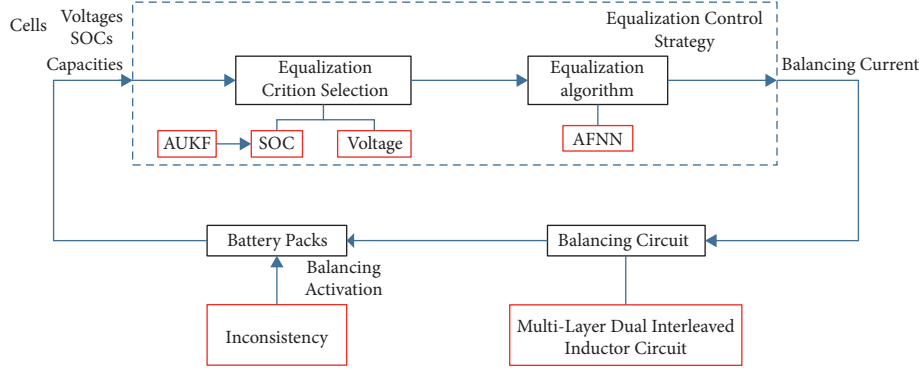 Cells
Voltages
SOCs
Capacities
Equalization Control
Strategy
Equalization
Crition Selection
Equalization
algorithm
Balancing Current
AUKF
SOC
Voltage
AFNN
Battery Packs
Balancing Circuit
Balancing
Activation
Inconsistency
Multi-Layer Dual Interleaved
Inductor Circuit